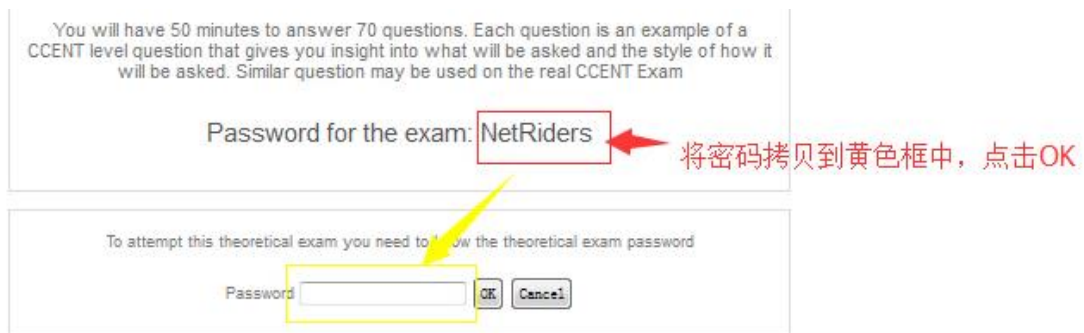 You will have 50 minutes to answer 70 questions. Each question is an example of a
CCENT level question that gives you insight into what will be asked and the style of how it
will be asked. Similar question may be used on the real CCENT Exam
Password for the exam: NetRiders
将密码拷贝到黄色框中，点击OK
To attempt this theoretical exam you need to know the theoretical exam password
Password OK Cancel